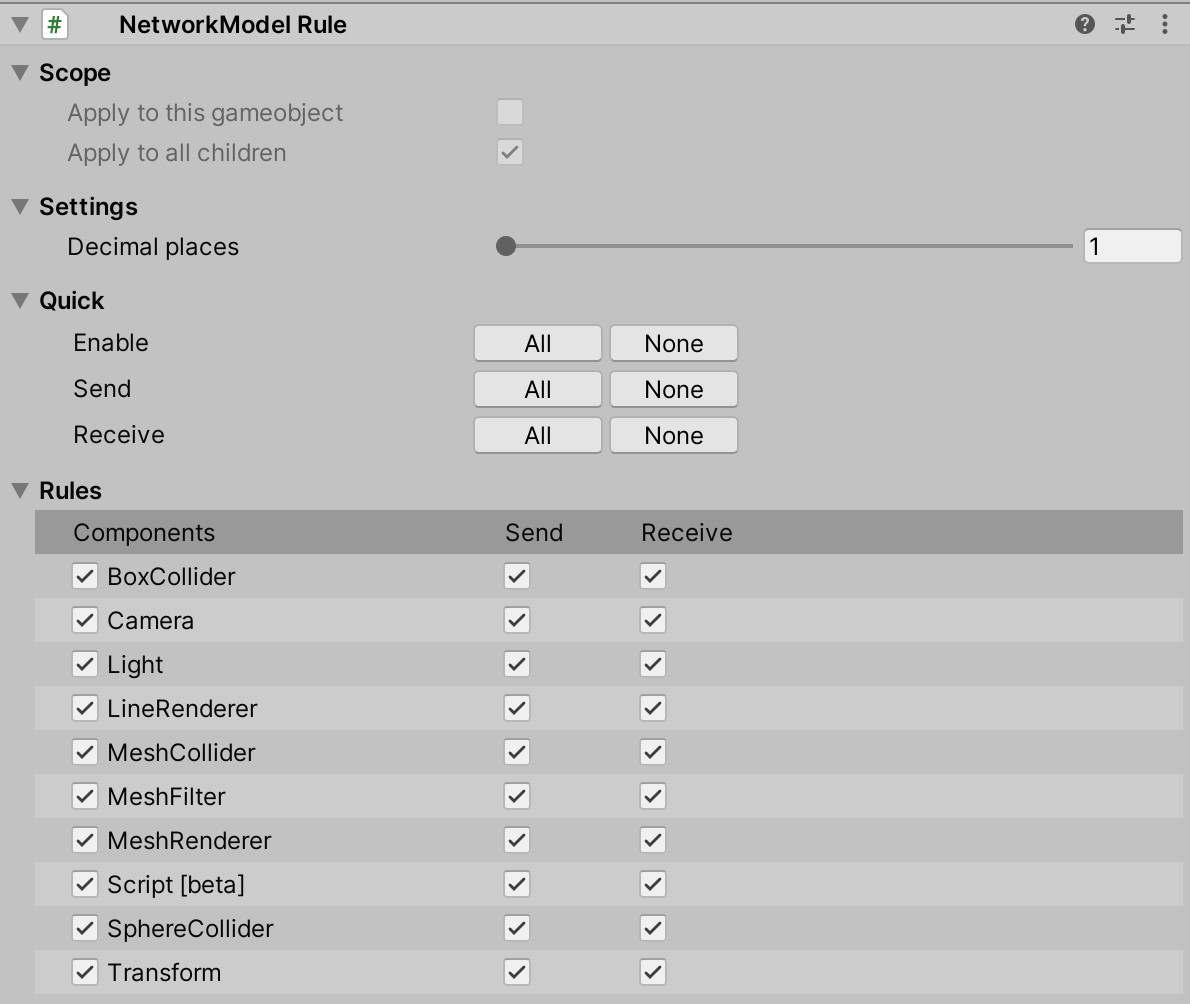 NetworkModel Rule
Scope
Apply to this gameobject
Apply to all children
Settings
Decimal places 1
Quick
Enable All None
Send All None
Receive All None
Rules
Components Send Receive
BoxCollider
Camera
Light
LineRenderer
MeshCollider
MeshFilter
MeshRenderer
Script [beta]
SphereCollider
Transform